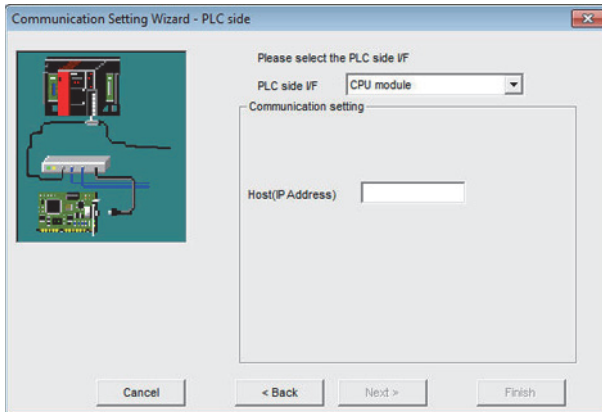 Communication Setting Wizard - PLC side
Please select the PLC side I/F
PLC side I/F CPU module
Communication setting
Host(IP Address)
Cancel < Back Next > Finish